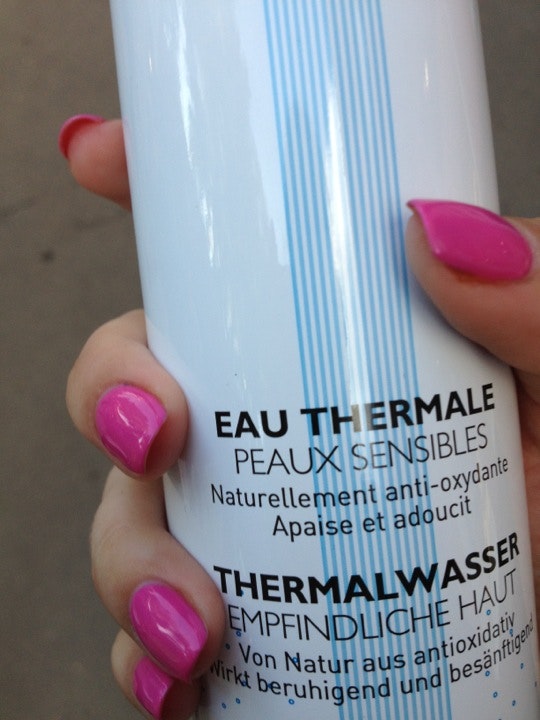 EAU THERMALE
PEAUX SENSIBLES
Naturellement anti-oxydante
Apaise et adoucit
THERMALWASSER
EMPFINDLICHE HAUT
Von Natur aus antioxidativ
Wirkt beruhigend und besänftigend